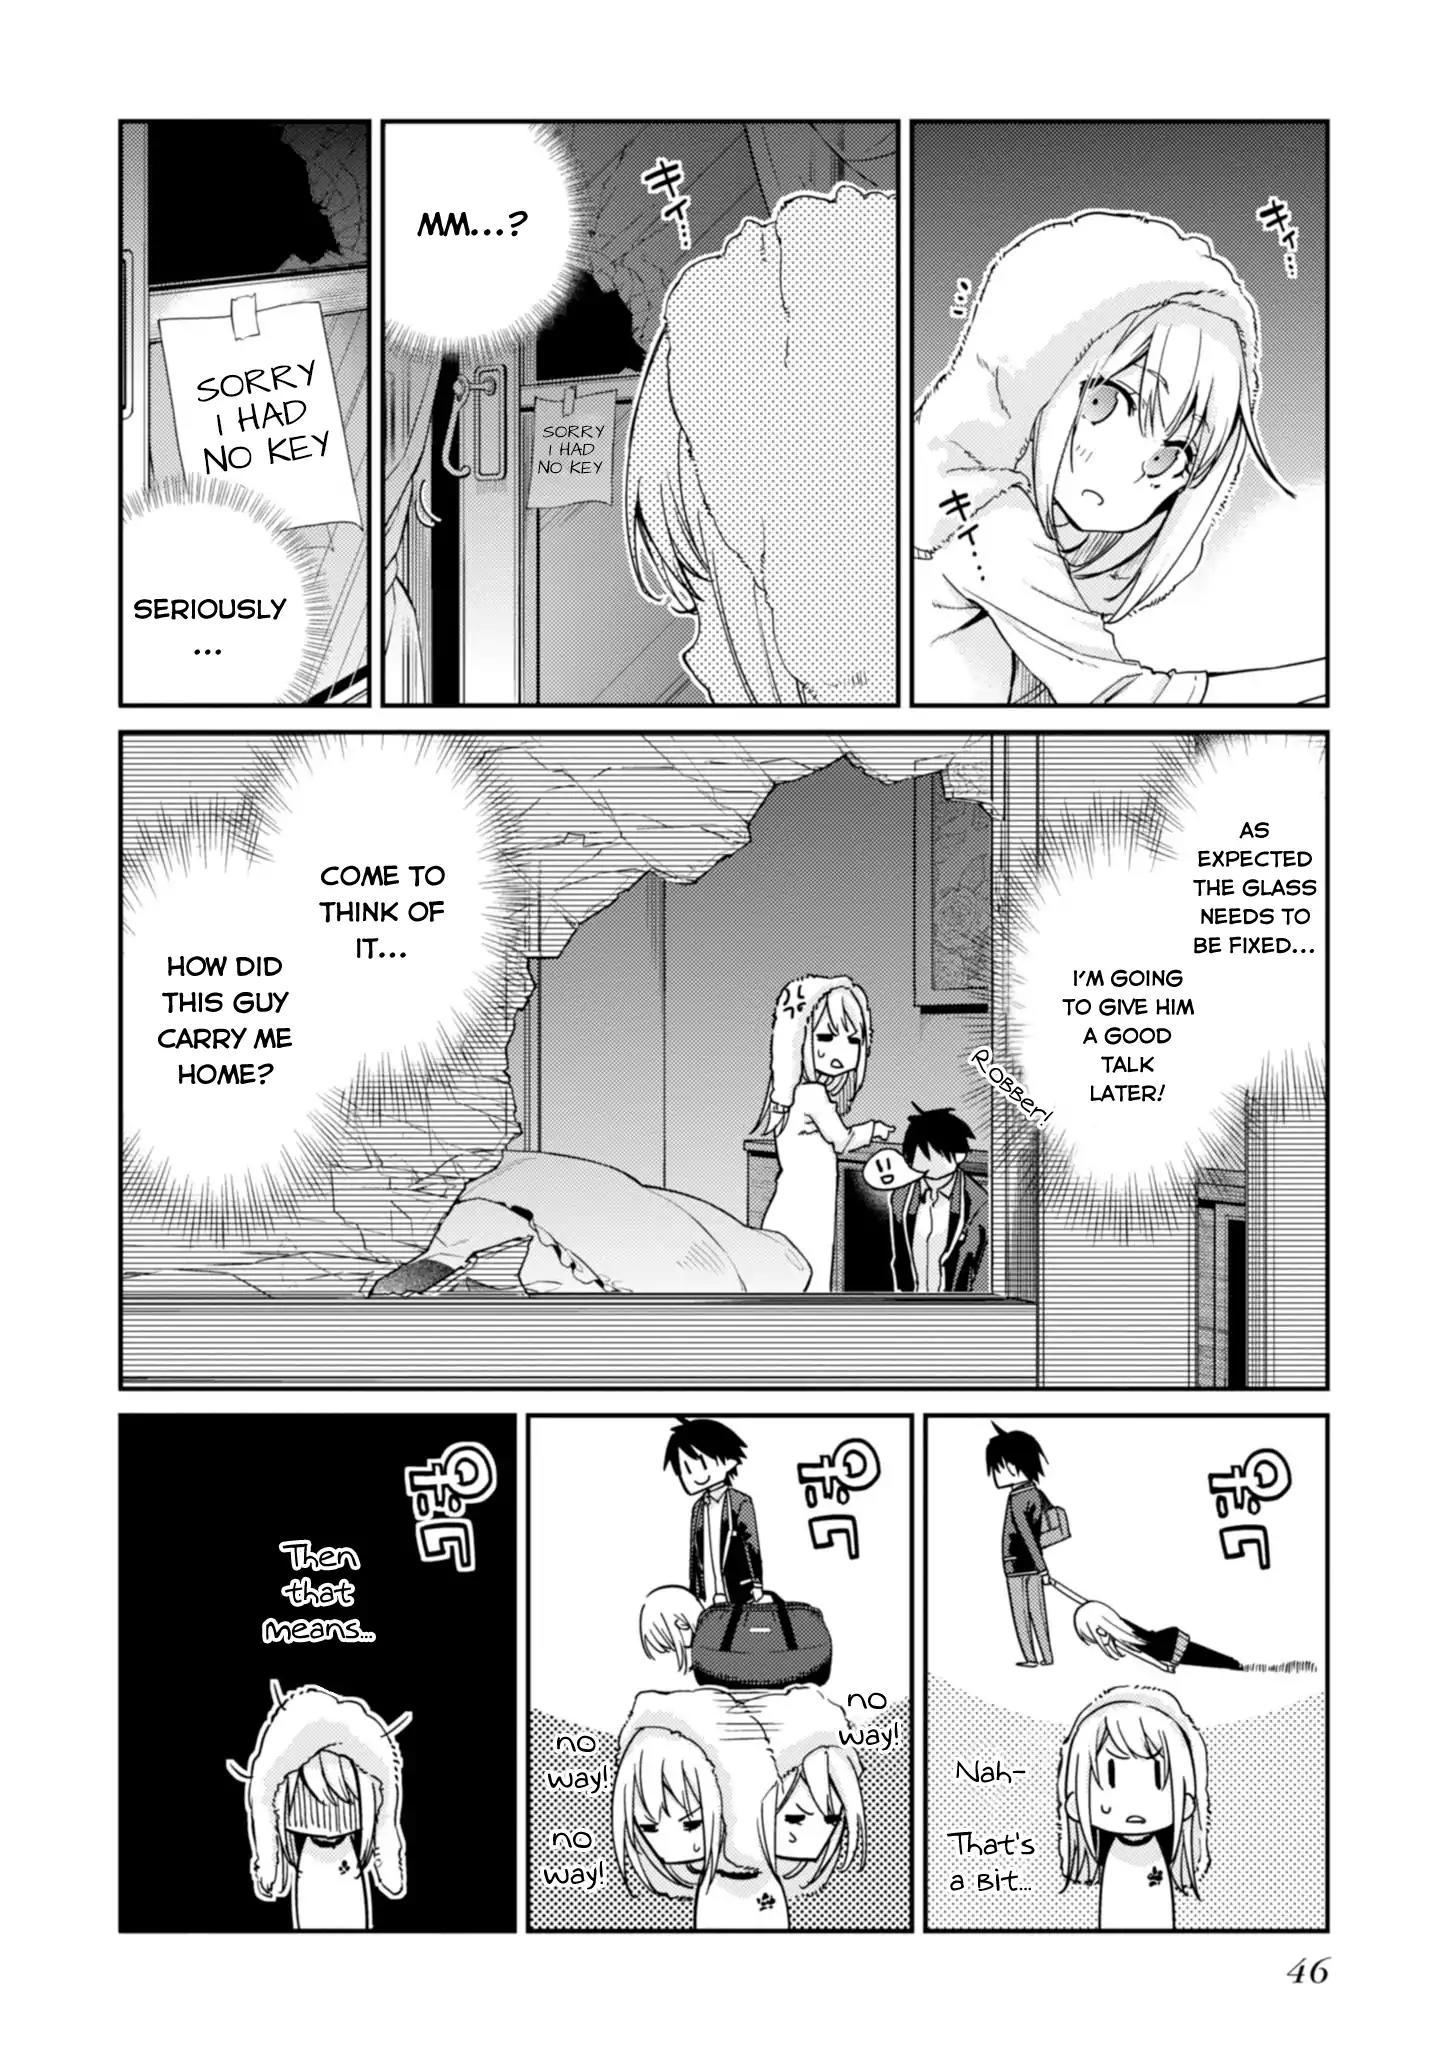 キィ…
キィ…
キィ…
MM...?
SORRY
I HAD
NO KEY
SORRY
I HAD
NO KEY
SERIOUSLY
...
AS
EXPECTED
THE GLASS
NEEDS TO
BE FIXED...
I'M GOING
TO GIVE HIM
A GOOD
TALK
LATER!
ROBBER!
COME TO
THINK OF
IT...
HOW DID
THIS GUY
CARRY ME
HOME?
Nah-
That's
a bit...
no
way!
no
way!
no
way!
Then
that
means...
46